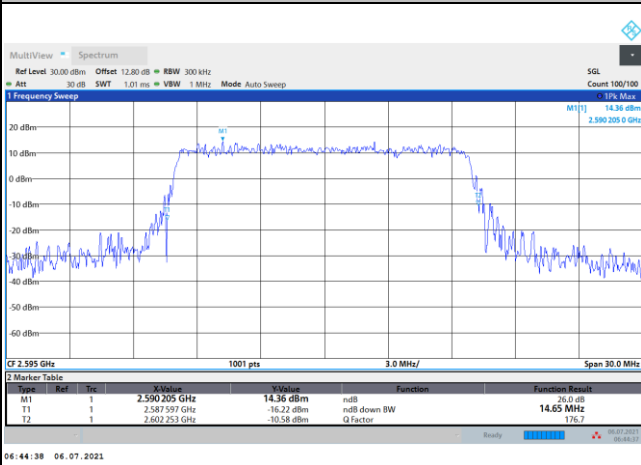 MultiView Spectrum
Ref Level 30.00 dBm Offset 12.80 dB RBW 300 kHz SGL
Att 30 dB SWT 1.01 ms VBW 1 MHz Mode Auto Sweep Count 100/100
1 Frequency Sweep 1Pk Max
M1[1] 14.36 dBm
2.590 205 0 GHz
M1
20 dBm
10 dBm
0 dBm
-10 dBm
-20 dBm
-30 dBm
-40 dBm
-50 dBm
-60 dBm
CF 2.595 GHz 1001 pts 3.0 MHz/ Span 30.0 MHz
2 Marker Table
Type Ref Trc X-Value Y-Value Function Function Result
M1 1 2.590 205 GHz 14.36 dBm ndB 26.0 dB
T1 1 2.587 597 GHz -16.22 dBm ndB down BW 14.65 MHz
T2 1 2.602 253 GHz -10.58 dBm Q Factor 176.7
Ready 06.07.2021
06:44:37
06:44:38 06.07.2021